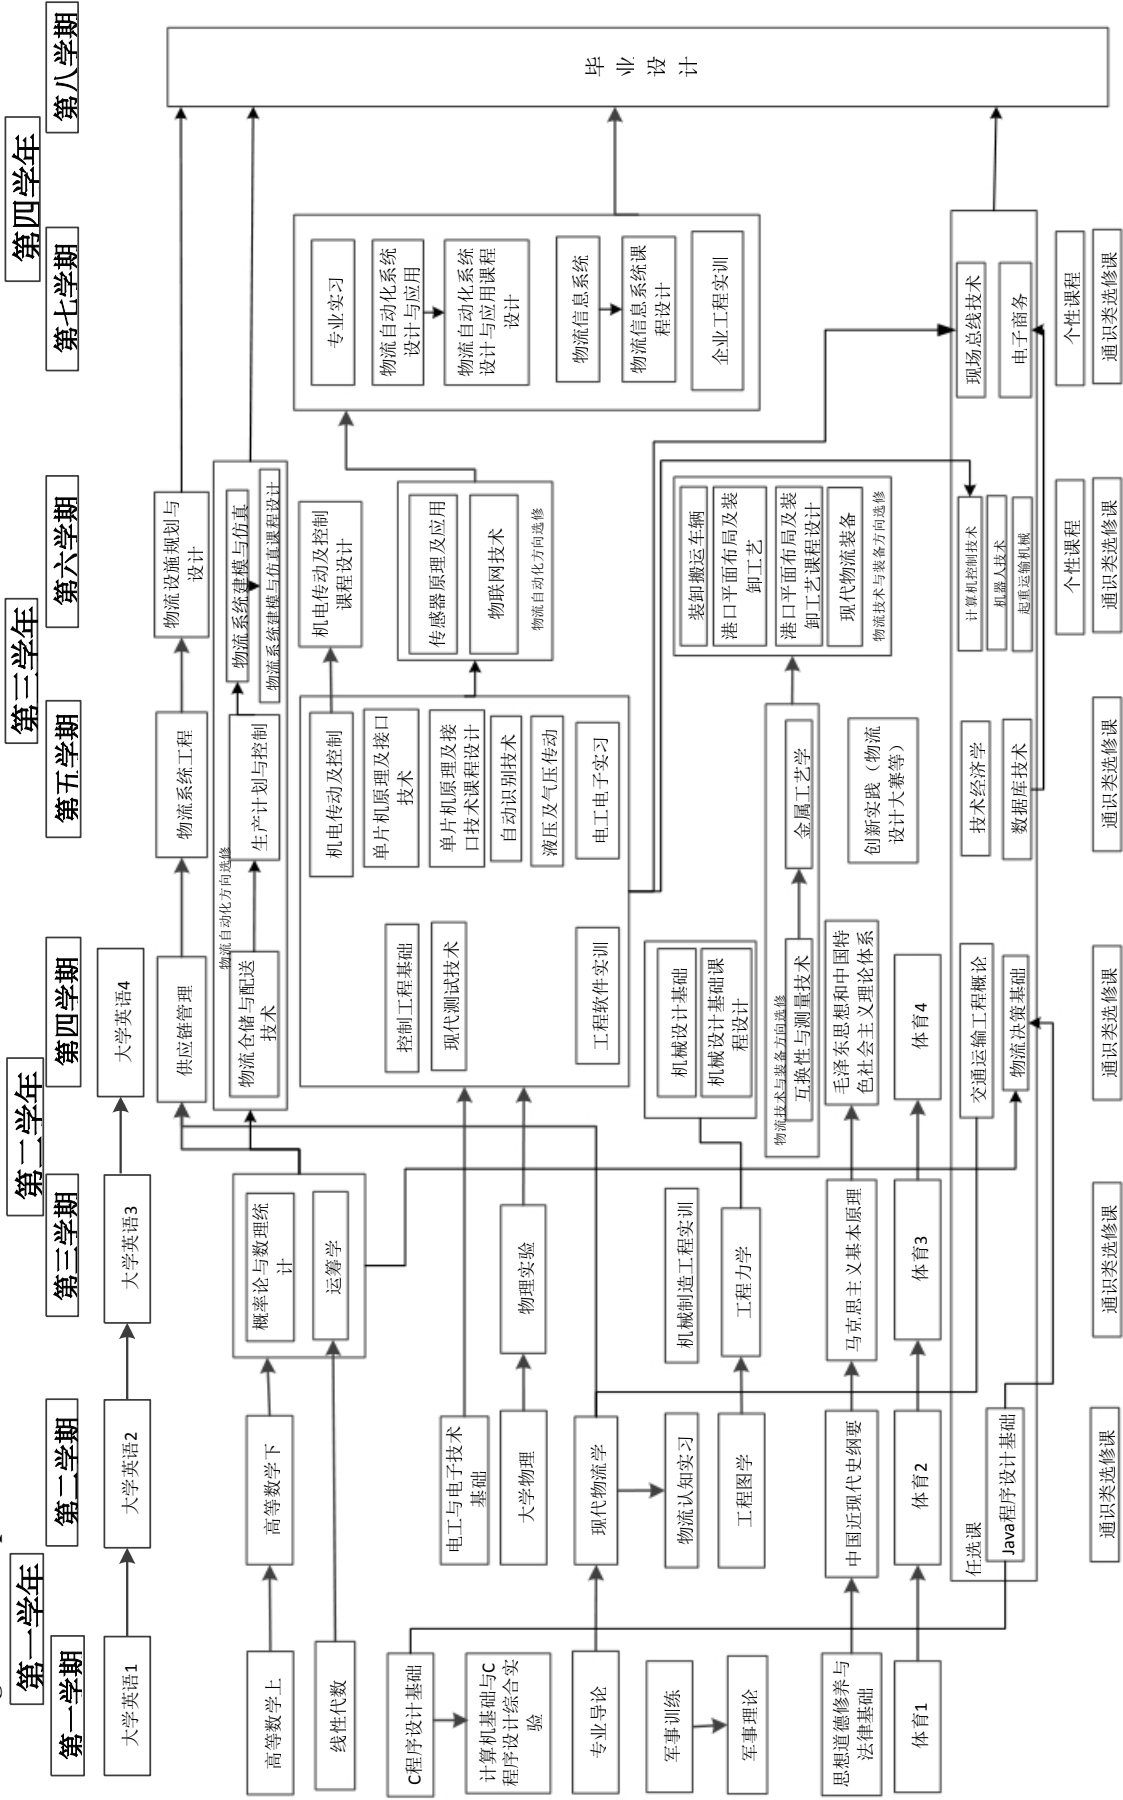 第一学年
第二学年
第三学年
第四学年
第一学期
第二学期
第三学期
第四学期
第五学期
第六学期
第七学期
第八学期
大学英语1
大学英语2
大学英语3
大学英语4
高等数学上
高等数学下
线性代数
概率论与数理统
计
运筹学
供应链管理
物流系统工程
物流设施规划与
设计
物流自动化方向选修
物流仓储与配送
技术
生产计划与控制
物流系统建模与仿真
物流系统建模与仿真课程设计
C程序设计基础
计算机基础与C
程序设计综合实
验
电工与电子技术
基础
大学物理
物理实验
控制工程基础
现代测试技术
工程软件实训
机电传动及控制
单片机原理及接口
技术
单片机原理及接
口技术课程设计
自动识别技术
液压及气压传动
电工电子实习
机电传动及控制
课程设计
传感器原理及应用
物联网技术
物流自动化方向选修
专业实习
物流自动化系统
设计与应用
物流自动化系统
设计与应用课程
设计
物流信息系统
物流信息系统课
程设计
企业工程实训
毕业设计
专业导论
现代物流学
物流认知实习
军事训练
军事理论
工程图学
机械制造工程实训
工程力学
机械设计基础
机械设计基础课
程设计
物流技术与装备方向选修
互换性与测量技术
金属工艺学
装卸搬运车辆
港口平面布局及装
卸工艺
港口平面布局及装
卸工艺课程设计
现代物流装备
物流技术与装备方向选修
思想道德修养与
法律基础
中国近现代史纲要
马克思主义基本原理
毛泽东思想和中国特
色社会主义理论体系
创新实践（物流
设计大赛等）
体育1
体育2
体育3
体育4
任选课
Java程序设计基础
交通运输工程概论
物流决策基础
技术经济学
数据库技术
计算机控制技术
机器人技术
起重运输机械
现场总线技术
电子商务
个性课程
个性课程
通识类选修课
通识类选修课
通识类选修课
通识类选修课
通识类选修课
通识类选修课